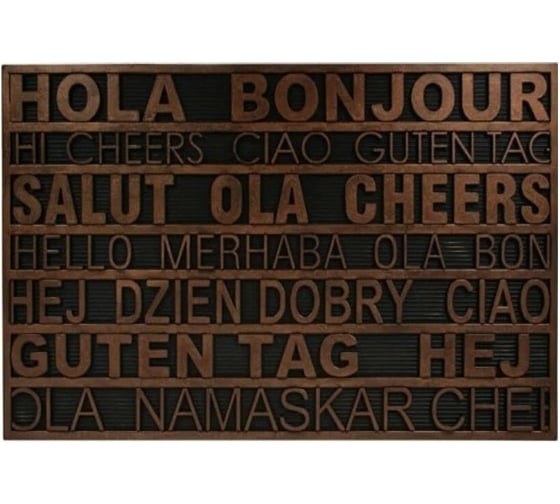 HOLA BONJOUR
HI CHEERS CIAO GUTEN TAG
SALUT OLA CHEERS
HELLO MERHABA OLA BON
HEJ DZIEN DOBRY CIAO
GUTEN TAG HEJ
OLA NAMASKAR CHE